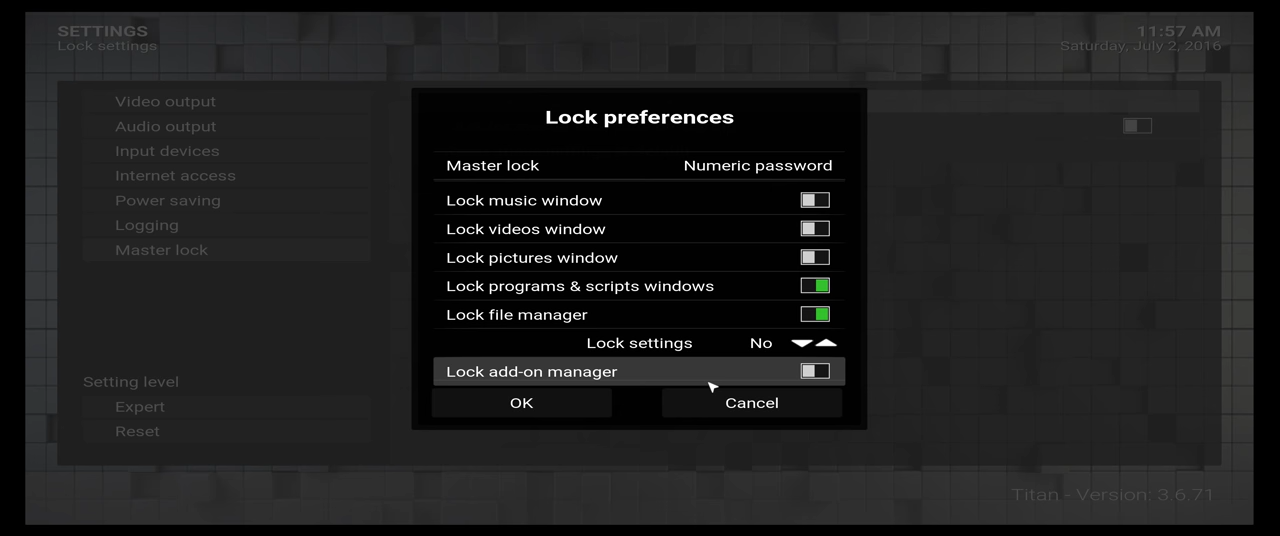 SETTINGS
Lock settings
11:57 AM
Saturday, July 2, 2016
Video output
Audio output
Input devices
Internet access
Power saving
Logging
Master lock
Setting level
Expert
Reset
Lock preferences
Master lock Numeric password
Lock music window
Lock videos window
Lock pictures window
Lock programs & scripts windows
Lock file manager
Lock settings No
Lock add-on manager
OK Cancel
Titan - Version: 3.6.71